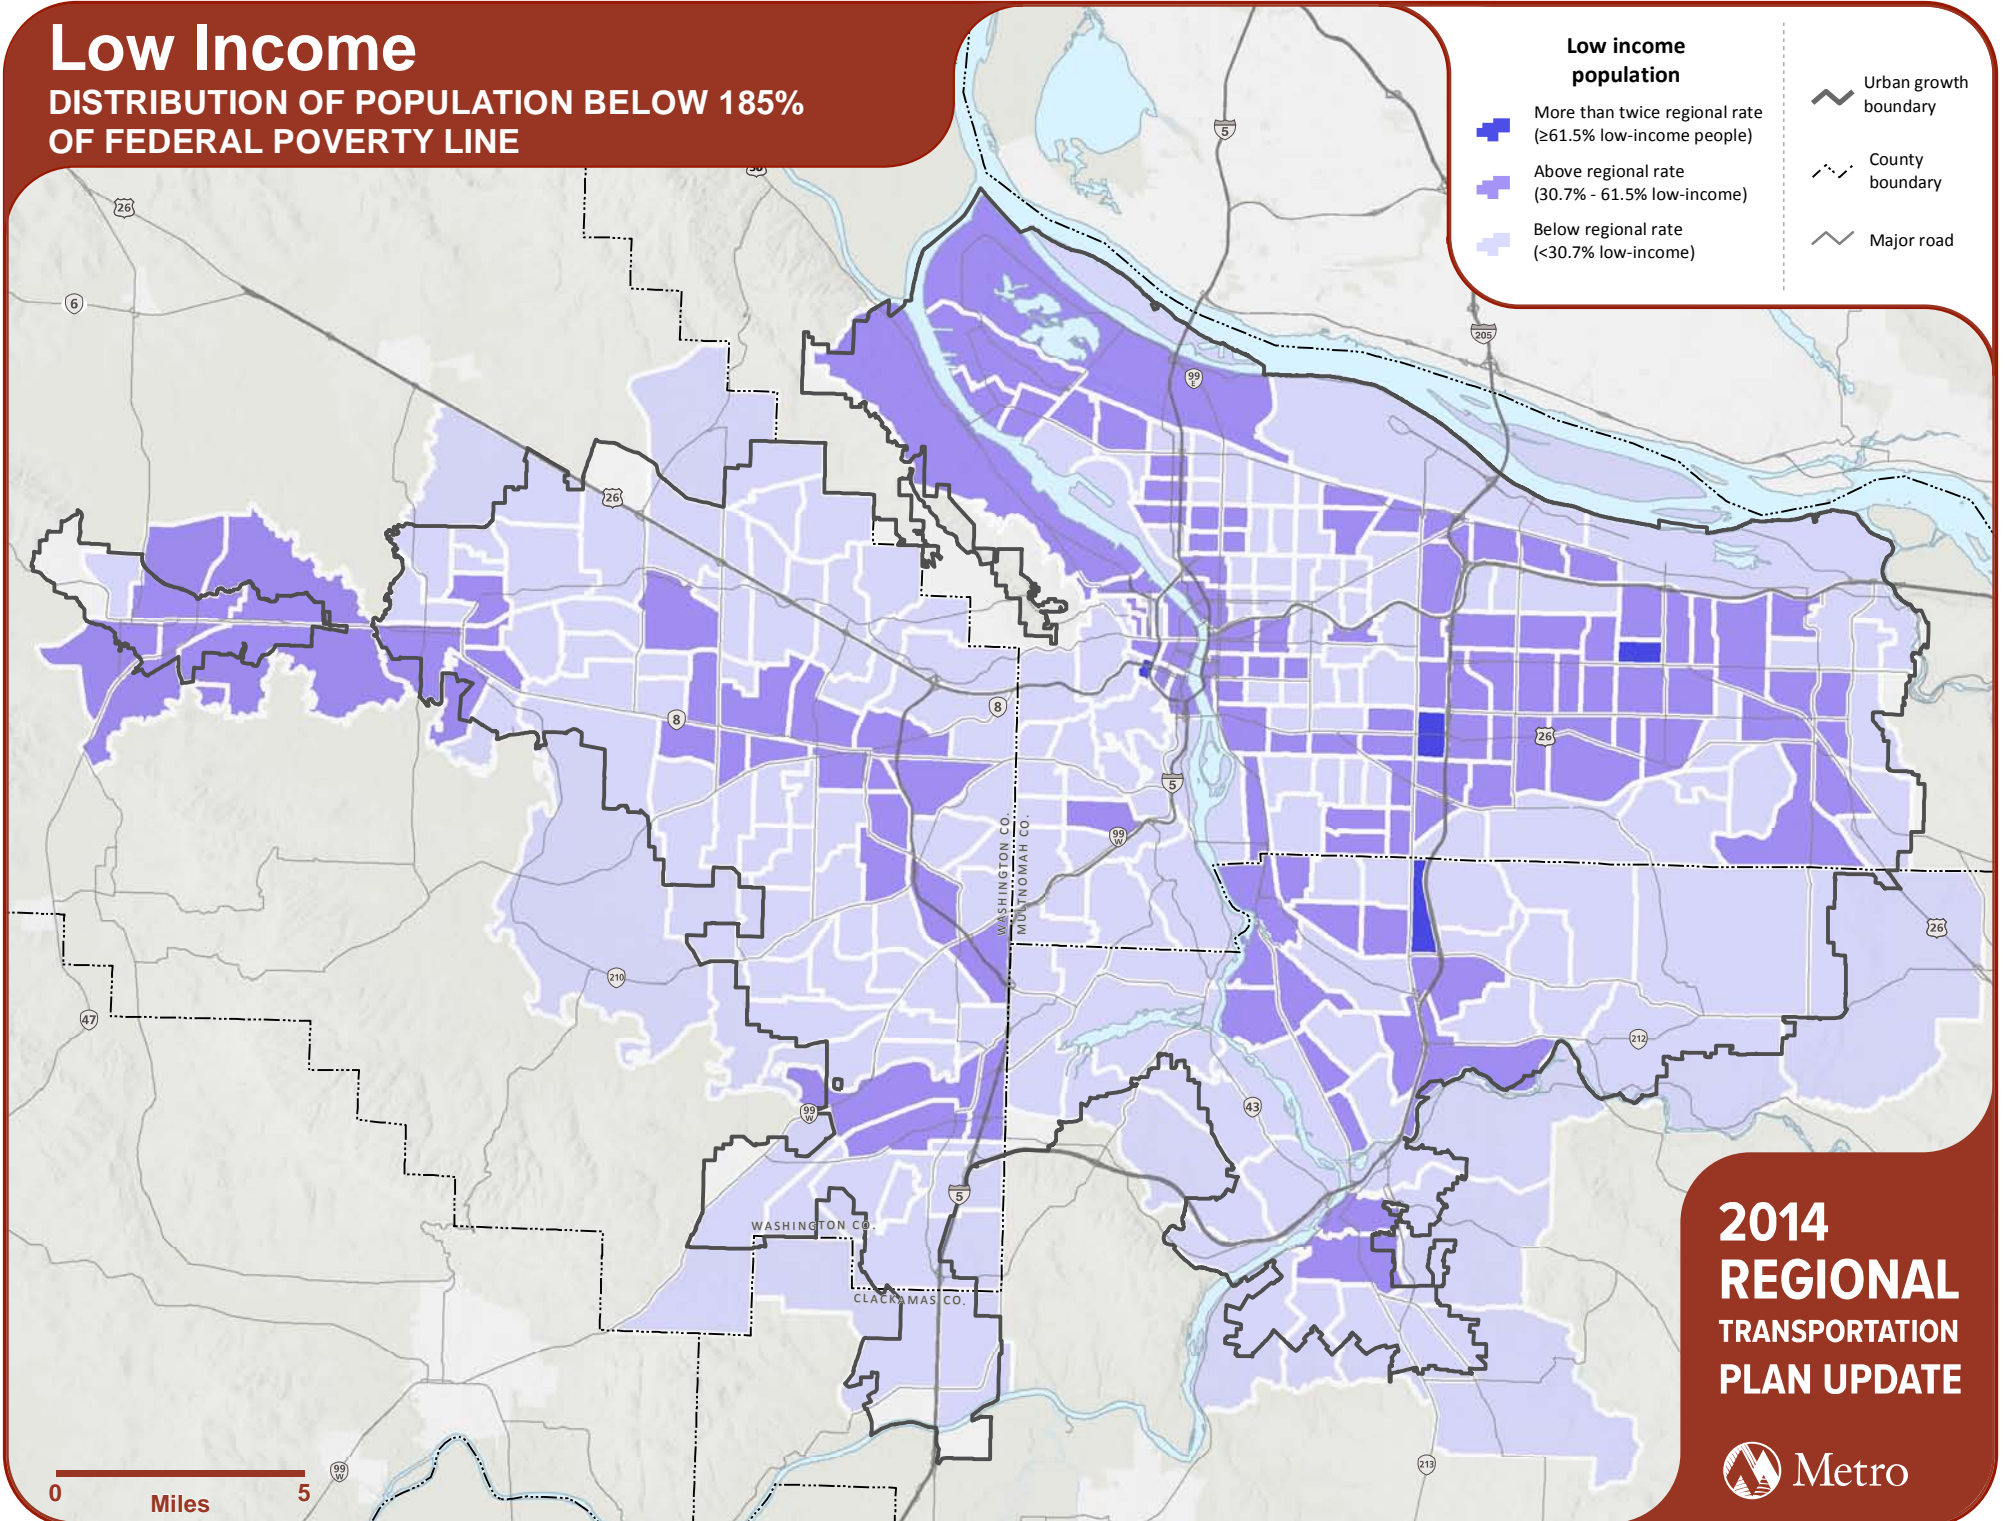 Low Income
DISTRIBUTION OF POPULATION BELOW 185%
OF FEDERAL POVERTY LINE
Low income
population
More than twice regional rate
(≥61.5% low-income people)
Above regional rate
(30.7% - 61.5% low-income)
Below regional rate
(<30.7% low-income)
Urban growth
boundary
County
boundary
Major road
5
26
6
205
99
E
26
8
8
26
5
99
W
WASHINGTON CO.
MULTNOMAH CO.
26
210
47
212
99
W
43
5
WASHINGTON CO.
CLACKAMAS CO.
213
99
W
0
Miles
5
2014
REGIONAL
TRANSPORTATION
PLAN UPDATE
Metro